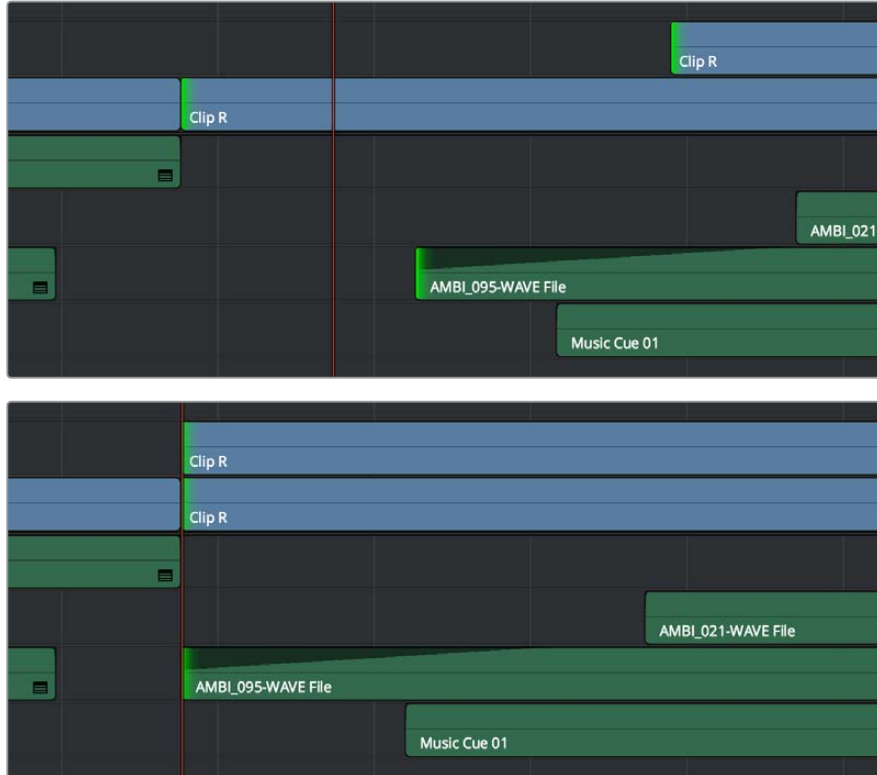 Clip R
Clip R
AMBI_021
AMBI_095-WAVE File
Music Cue 01
Clip R
Clip R
AMBI_021-WAVE File
AMBI_095-WAVE File
Music Cue 01